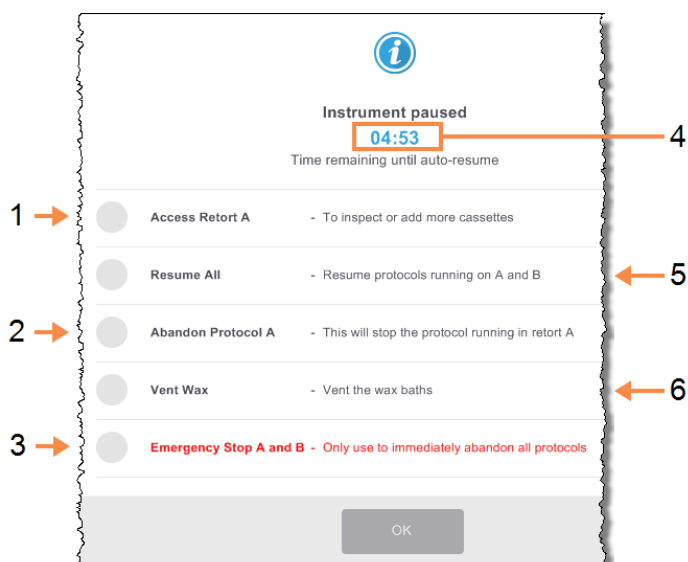 i
Instrument paused
04:53
4
Time remaining until auto-resume
1
Access Retort A - To inspect or add more cassettes
Resume All - Resume protocols running on A and B
5
2
Abandon Protocol A - This will stop the protocol running in retort A
Vent Wax - Vent the wax baths
6
3
Emergency Stop A and B - Only use to immediately abandon all protocols
OK